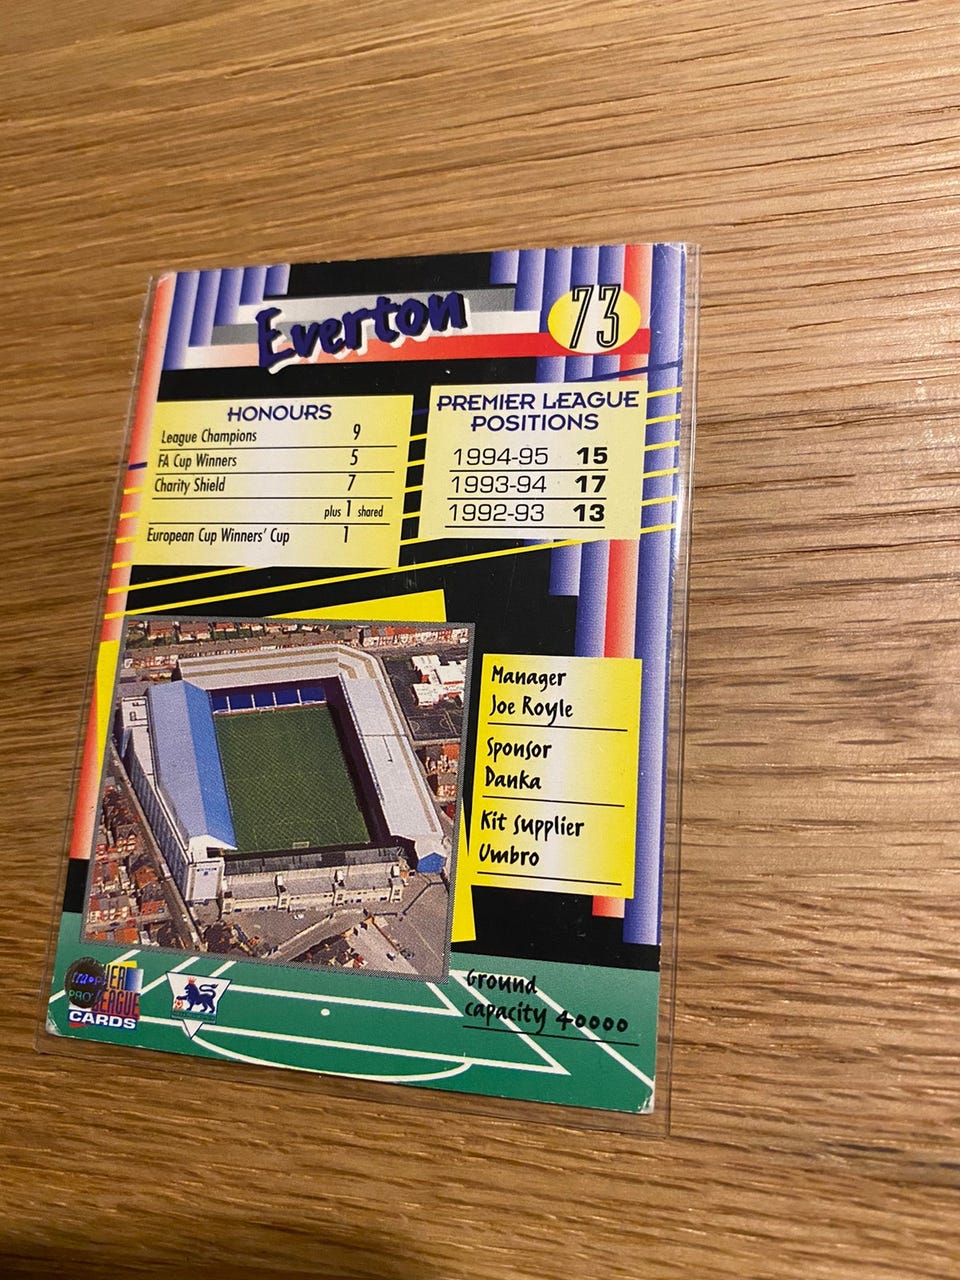 Everton
73
HONOURS
League Champions 9
FA Cup Winners 5
Charity Shield 7
plus 1 shared
European Cup Winners' Cup 1
PREMIER LEAGUE
POSITIONS
1994-95 15
1993-94 17
1992-93 13
Manager
Joe Royle
Sponsor
Danka
Kit supplier
Umbro
Ground
capacity 40000
PRO
LEAGUE
CARDS